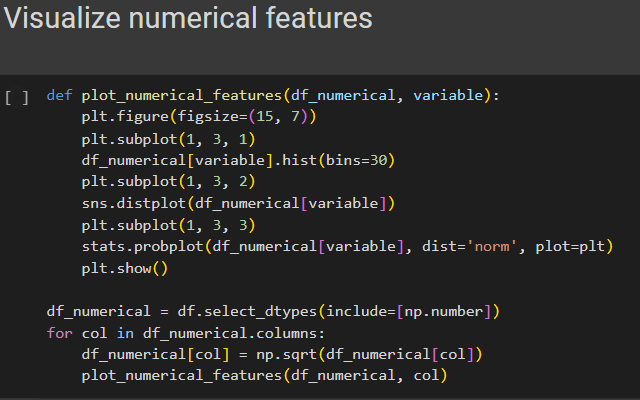 Visualize numerical features
[ ] def plot_numerical_features(df_numerical, variable):
    plt.figure(figsize=(15, 7))
    plt.subplot(1, 3, 1)
    df_numerical[variable].hist(bins=30)
    plt.subplot(1, 3, 2)
    sns.distplot(df_numerical[variable])
    plt.subplot(1, 3, 3)
    stats.probplot(df_numerical[variable], dist='norm', plot=plt)
    plt.show()

df_numerical = df.select_dtypes(include=[np.number])
for col in df_numerical.columns:
    df_numerical[col] = np.sqrt(df_numerical[col])
    plot_numerical_features(df_numerical, col)